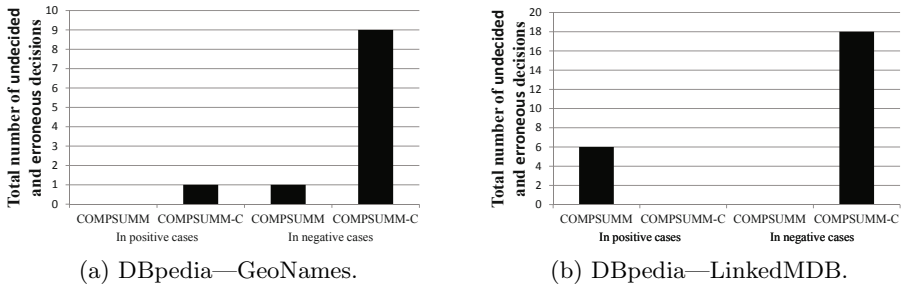 Total number of undecided
and erroneous decisions
10
9
8
7
6
5
4
3
2
1
0
COMPSUMM COMPSUMM-C COMPSUMM COMPSUMM-C
In positive cases In negative cases
(a) DBpedia—GeoNames.
Total number of undecided
and erroneous decisions
20
18
16
14
12
10
8
6
4
2
0
COMPSUMM COMPSUMM-C COMPSUMM COMPSUMM-C
In positive cases In negative cases
(b) DBpedia—LinkedMDB.